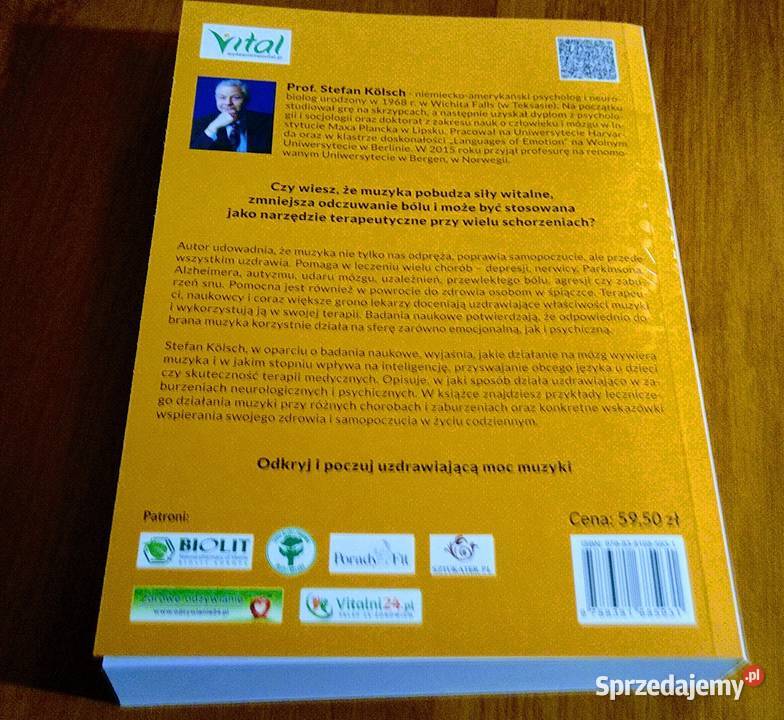 Vital
wydawnictwovital.pl
Prof. Stefan Kölsch - niemiecko-amerykański psycholog i neuro-
biolog urodzony w 1968 r. w Wichita Falls (w Teksasie). Na początku
studiował grę na skrzypcach, a następnie uzyskał dyplom z psycholo-
gii i socjologii oraz doktorat z zakresu nauk o człowieku i mózgu w In-
stytucie Maxa Plancka w Lipsku. Pracował na Uniwersytecie Harvar-
da oraz w klastrze doskonałości „Languages of Emotion” na Wolnym
Uniwersytecie w Berlinie. W 2015 roku przyjął profesurę na renomo-
wanym Uniwersytecie w Bergen, w Norwegii.
Czy wiesz, że muzyka pobudza siły witalne,
zmniejsza odczuwanie bólu i może być stosowana
jako narzędzie terapeutyczne przy wielu schorzeniach?
Autor udowadnia, że muzyka nie tylko nas odpręża, poprawia samopoczucie, ale przede
wszystkim uzdrawia. Pomaga w leczeniu wielu chorób – depresji, nerwicy, Parkinsona,
Alzheimera, autyzmu, udaru mózgu, uzależnień, przewlekłego bólu, agresji czy zabu-
rzeń snu. Pomocna jest również w powrocie do zdrowia osobom w śpiączce. Terapeu-
ci, naukowcy i coraz większe grono lekarzy doceniają uzdrawiające właściwości muzyki
i wykorzystują ją w swojej terapii. Badania naukowe potwierdzają, że odpowiednio do-
brana muzyka korzystnie działa na sferę zarówno emocjonalną, jak i psychiczną.
Stefan Kölsch, w oparciu o badania naukowe, wyjaśnia, jakie działanie na mózg wywiera
muzyka i w jakim stopniu wpływa na inteligencję, przyswajanie obcego języka u dzieci
czy skuteczność terapii medycznych. Opisuje, w jaki sposób działa uzdrawiająco w za-
burzeniach neurologicznych i psychicznych. W książce znajdziesz przykłady lecznicze-
go działania muzyki przy różnych chorobach i zaburzeniach oraz konkretne wskazówki
wspierania swojego zdrowia i samopoczucia w życiu codziennym.
Odkryj i poczuj uzdrawiającą moc muzyki
Patroni:
Cena: 59,50 zł
BIOLIT
Porady Fit
SZTUKATER.PL
Zdrowe odżywianie
www.odzywianie24.pl
Vitalni24.pl
Sprzedajemy.pl